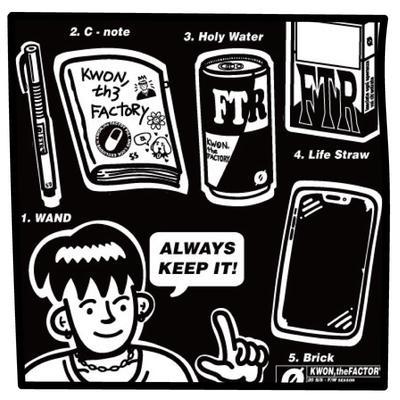 2. C - note
3. Holy Water
KWON,
th3
FACTORY
$$
FTR
KWON.
the
FACTORY.
FTR
4. Life Straw
1. WAND
ALWAYS
KEEP IT!
5. Brick
KWON,theFACTOR